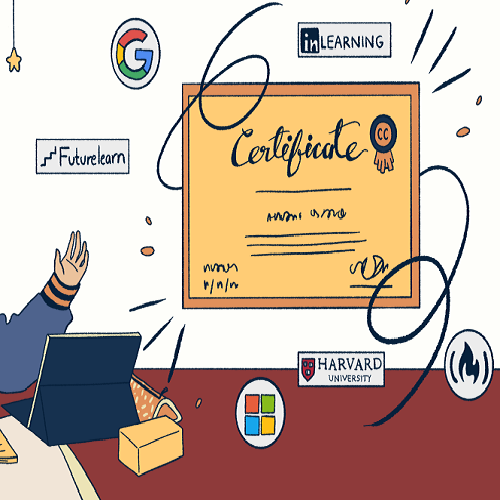 G
in LEARNING
Futurelearn
Certificate
CC
HARVARD
UNIVERSITY